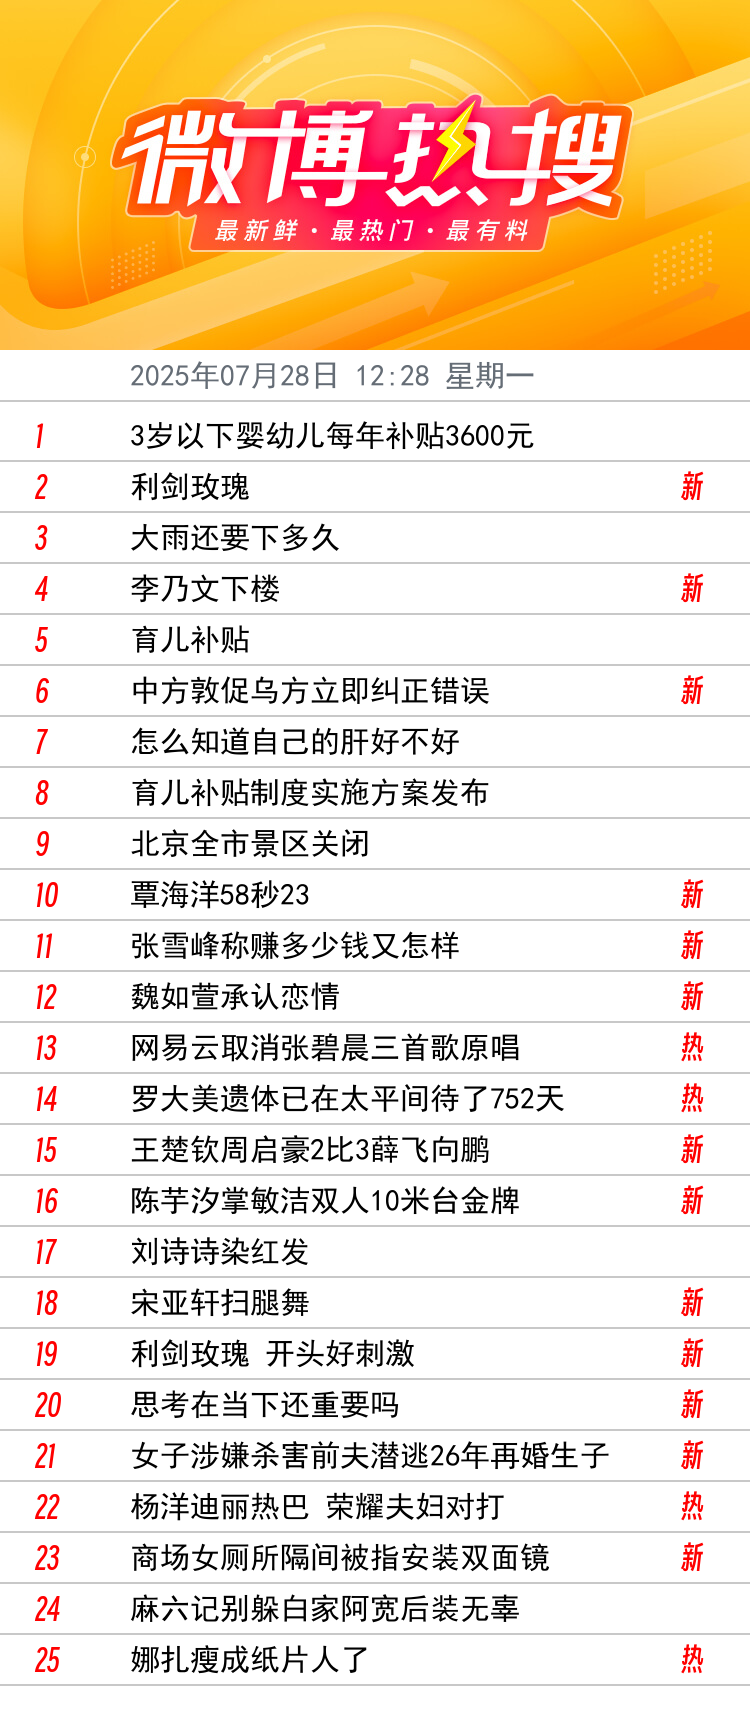 微博热搜
最新鲜·最热门·最有料
2025年07月28日 12:28 星期一
1 3岁以下婴幼儿每年补贴3600元
2 利剑玫瑰 新
3 大雨还要下多久
4 李乃文下楼 新
5 育儿补贴
6 中方敦促乌方立即纠正错误 新
7 怎么知道自己的肝好不好
8 育儿补贴制度实施方案发布
9 北京全市景区关闭
10 覃海洋58秒23 新
11 张雪峰称赚多少钱又怎样 新
12 魏如萱承认恋情 新
13 网易云取消张碧晨三首歌原唱 热
14 罗大美遗体已在太平间待了752天 热
15 王楚钦周启豪2比3薛飞向鹏 新
16 陈芋汐掌敏洁双人10米台金牌 新
17 刘诗诗染红发
18 宋亚轩扫腿舞 新
19 利剑玫瑰 开头好刺激 新
20 思考在当下还重要吗 新
21 女子涉嫌杀害前夫潜逃26年再婚生子 新
22 杨洋迪丽热巴 荣耀夫妇对打 热
23 商场女厕所隔间被指安装双面镜 新
24 麻六记别躲白家阿宽后装无辜
25 娜扎瘦成纸片人了 热